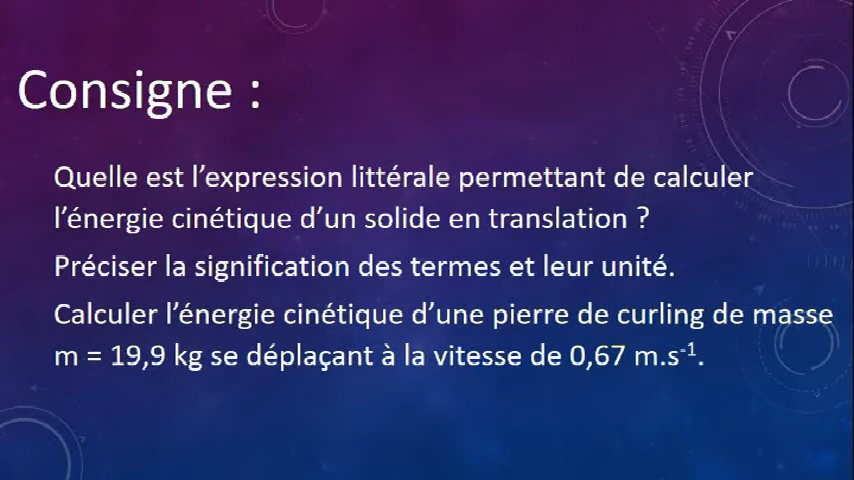 Consigne :
Quelle est l’expression littérale permettant de calculer
l’énergie cinétique d’un solide en translation ?
Préciser la signification des termes et leur unité.
Calculer l’énergie cinétique d’une pierre de curling de masse
m = 19,9 kg se déplaçant à la vitesse de 0,67 m.s⁻¹.